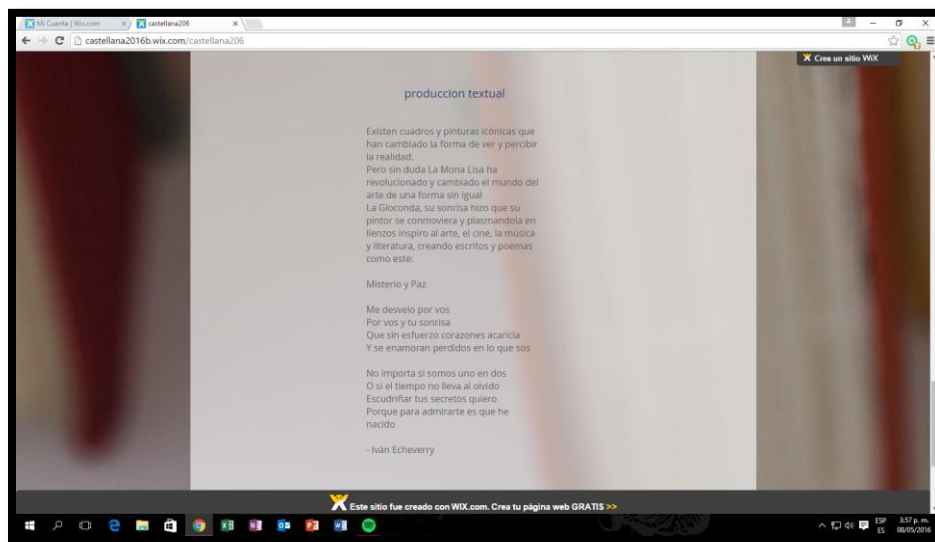 Mi Cuenta | Wix.com
castellana206
castellana2016b.wix.com/castellana206
Crea un sitio WiX
produccion textual
Existen cuadros y pinturas icónicas que
han cambiado la forma de ver y percibir
la realidad.
Pero sin duda La Mona Lisa ha
revolucionado y cambiado el mundo del
arte de una forma sin igual
La Gioconda, su sonrisa hizo que su
pintor se conmoviera y plasmandola en
lienzos inspiro al arte, el cine, la música
y literatura, creando escritos y poemas
como este:
Misterio y Paz
Me desvelo por vos
Por vos y tu sonrisa
Que sin esfuerzo corazones acaricia
Y se enamoran perdidos en lo que sos
No importa si somos uno en dos
O si el tiempo no lleva al olvido
Escudriñar tus secretos quiero
Porque para admirarte es que he
nacido
- Iván Echeverry
Este sitio fue creado con WIX.com. Crea tu página web GRATIS >>
ESP
ES
3:57 p. m.
08/05/2016